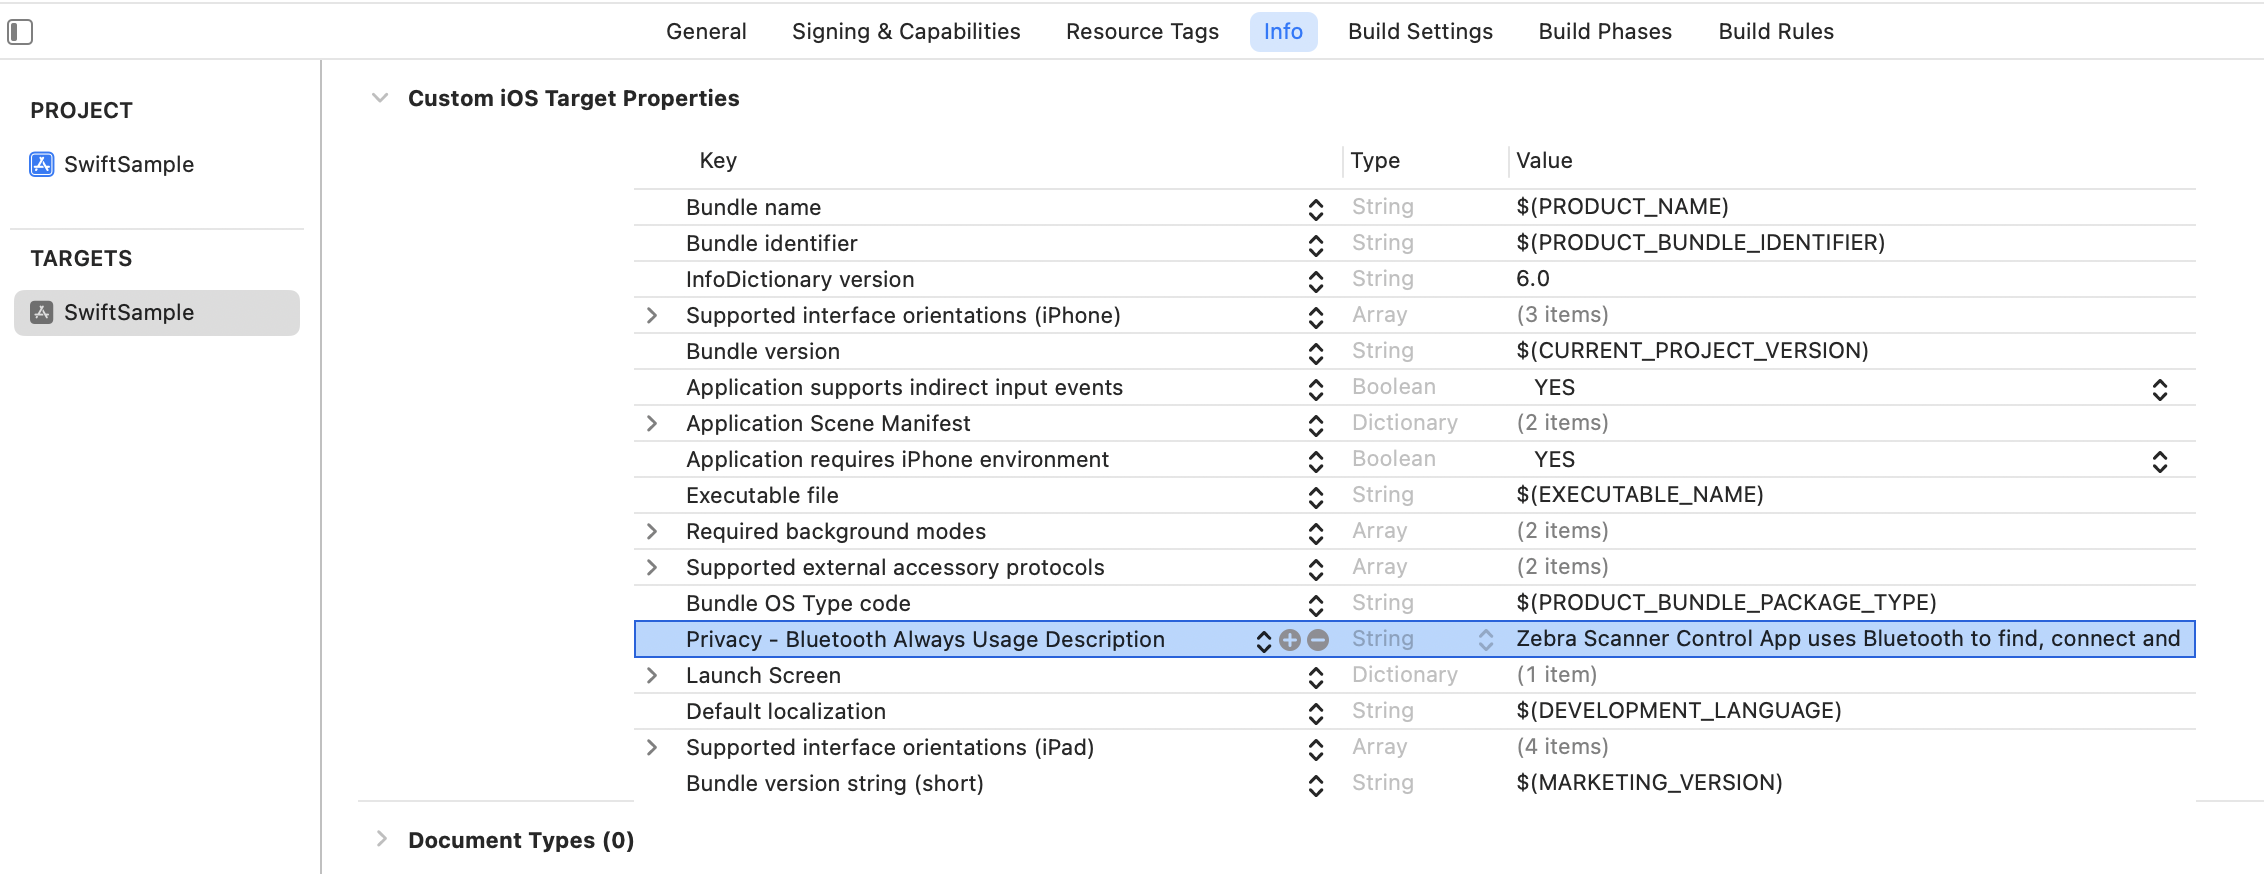 General Signing & Capabilities Resource Tags Info Build Settings Build Phases Build Rules
PROJECT
SwiftSample
TARGETS
SwiftSample
Custom iOS Target Properties
Key Type Value
Bundle name String $(PRODUCT_NAME)
Bundle identifier String $(PRODUCT_BUNDLE_IDENTIFIER)
InfoDictionary version String 6.0
Supported interface orientations (iPhone) Array (3 items)
Bundle version String $(CURRENT_PROJECT_VERSION)
Application supports indirect input events Boolean YES
Application Scene Manifest Dictionary (2 items)
Application requires iPhone environment Boolean YES
Executable file String $(EXECUTABLE_NAME)
Required background modes Array (2 items)
Supported external accessory protocols Array (2 items)
Bundle OS Type code String $(PRODUCT_BUNDLE_PACKAGE_TYPE)
Privacy - Bluetooth Always Usage Description String Zebra Scanner Control App uses Bluetooth to find, connect and
Launch Screen Dictionary (1 item)
Default localization String $(DEVELOPMENT_LANGUAGE)
Supported interface orientations (iPad) Array (4 items)
Bundle version string (short) String $(MARKETING_VERSION)
Document Types (0)